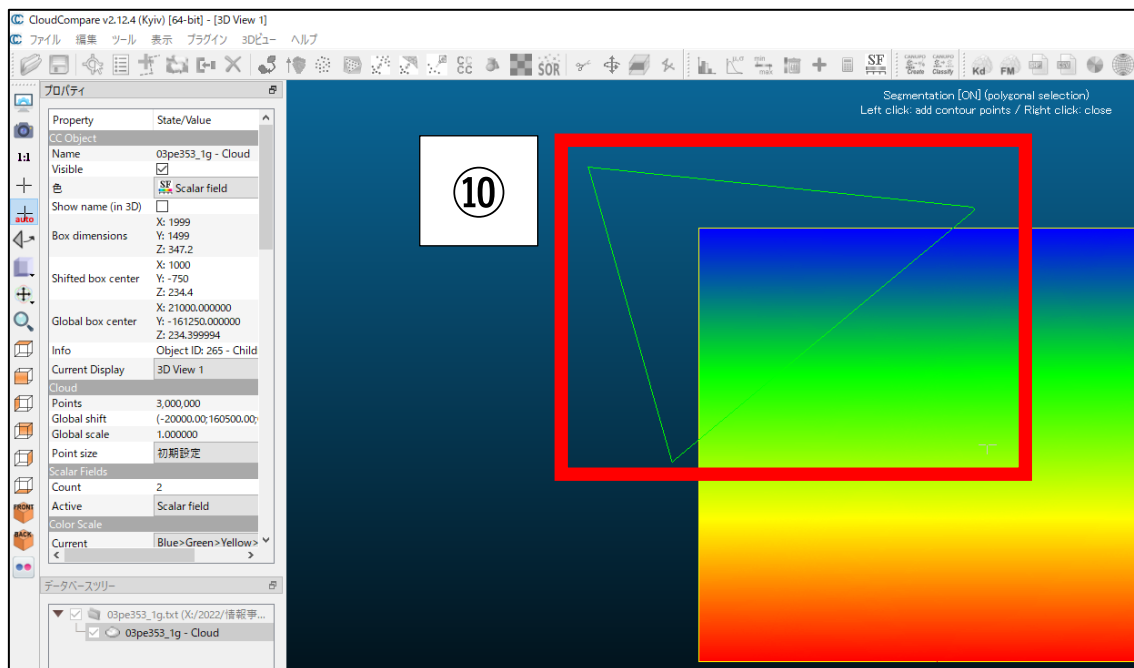 CloudCompare v2.12.4 (Kyiv) [64-bit] - [3D View 1]
ファイル 編集 ツール 表示 プラグイン 3Dビュー ヘルプ
SOR
SF
Kd
FM
プロパティ
Segmentation [ON] (polygonal selection)
Left click: add contour points / Right click: close
Property State/Value
CC Object
Name 03pe353_1g - Cloud
Visible
色 SF Scalar field
Show name (in 3D)
Box dimensions X: 1999
Y: 1499
Z: 347.2
Shifted box center X: 1000
Y: -750
Z: 234.4
Global box center X: 21000.000000
Y: -161250.000000
Z: 234.399994
Info Object ID: 265 - Child
Current Display 3D View 1
Cloud
Points 3,000,000
Global shift (-20000.00;160500.00;
Global scale 1.000000
Point size 初期設定
Scalar Fields
Count 2
Active Scalar field
Color Scale
Current Blue>Green>Yellow>
1:1
auto
FRONT
BACK
⑩
データベースツリー
03pe353_1g.txt (X:/2022/情報事...
03pe353_1g - Cloud